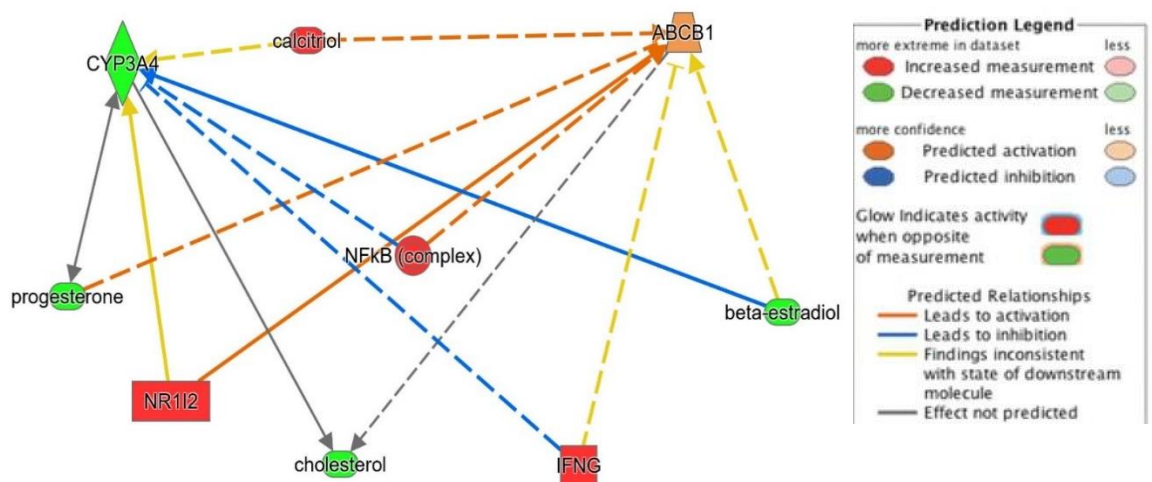 calcitriol
ABCB1
CYP3A4
NFkB (complex)
progesterone
beta-estradiol
NR1I2
cholesterol
IFNG
Prediction Legend
more extreme in dataset less
Increased measurement
Decreased measurement
more confidence less
Predicted activation
Predicted inhibition
Glow Indicates activity
when opposite
of measurement
Predicted Relationships
Leads to activation
Leads to inhibition
Findings inconsistent
with state of downstream
molecule
Effect not predicted